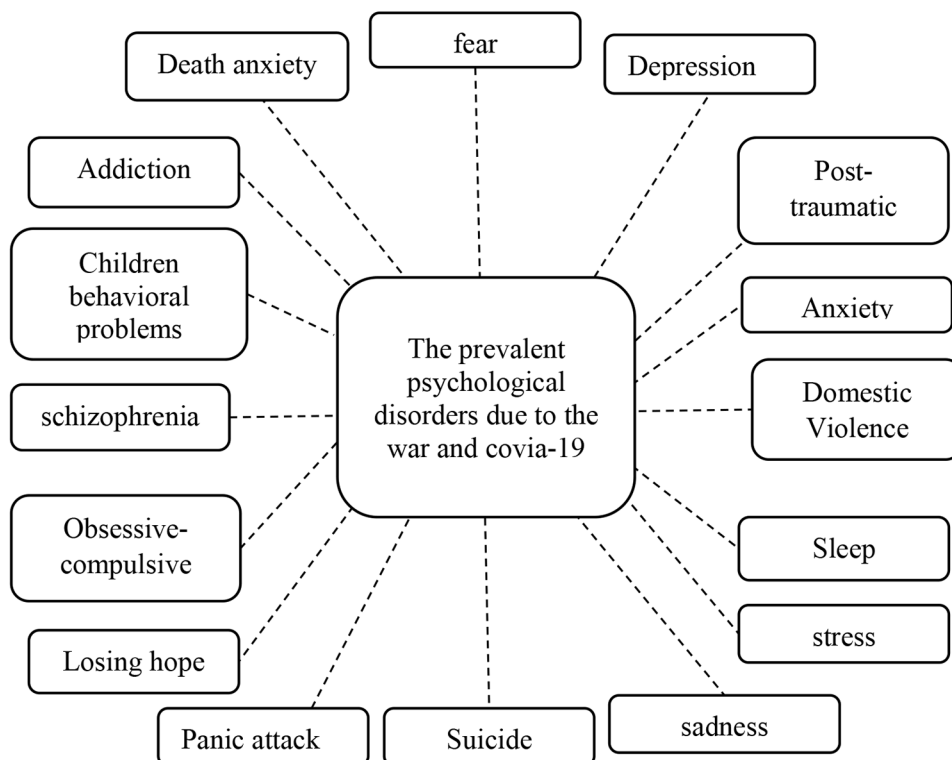 fear
Death anxiety
Depression
Addiction
Post-
traumatic
Children
behavioral
problems
Anxiety
The prevalent
psychological
disorders due to the
war and covia-19
schizophrenia
Domestic
Violence
Obsessive-
compulsive
Sleep
stress
Losing hope
sadness
Panic attack
Suicide